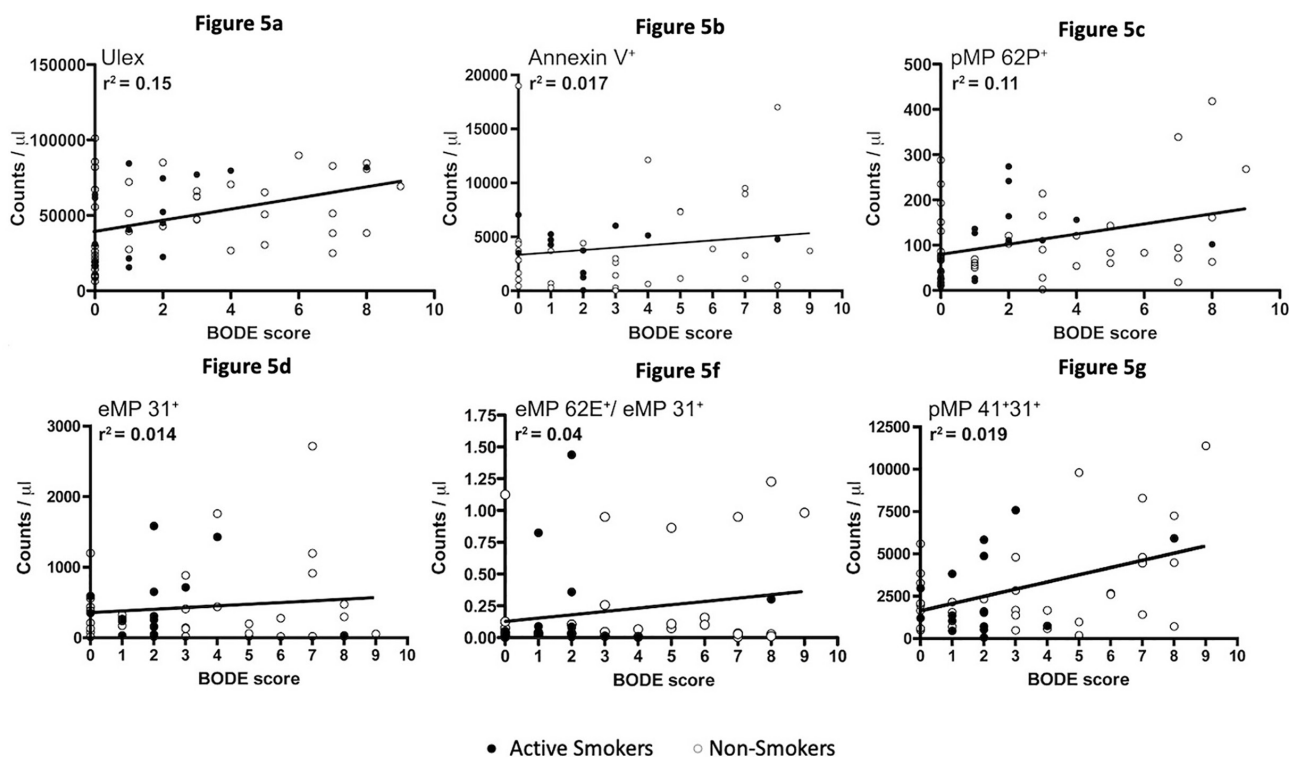 Figure 5a
Ulex
r² = 0.15
150000
100000
50000
0
Counts / µl
0 1 2 3 4 5 6 7 8 10
BODE score
Figure 5b
Annexin V⁺
r² = 0.017
20000
15000
10000
5000
0
Counts / µl
0 1 2 3 4 5 6 7 8 9 10
BODE score
Figure 5c
pMP 62P⁺
r² = 0.11
500
400
300
200
100
0
Counts / µl
0 2 4 6 8 10
BODE score
Figure 5d
eMP 31⁺
r² = 0.014
3000
2000
1000
0
Counts / µl
0 1 2 3 4 5 6 7 8 9 10
BODE score
Figure 5f
eMP 62E⁺/ eMP 31⁺
r² = 0.04
1.75
1.50
1.25
1.00
0.75
0.50
0.25
0.00
Counts / µl
0 1 2 3 4 5 6 7 8 9 10
BODE score
Figure 5g
pMP 41⁺31⁺
r² = 0.019
12500
10000
7500
5000
2500
0
Counts / µl
0 1 2 3 4 5 6 7 8 9 10
BODE score
Active Smokers
Non-Smokers